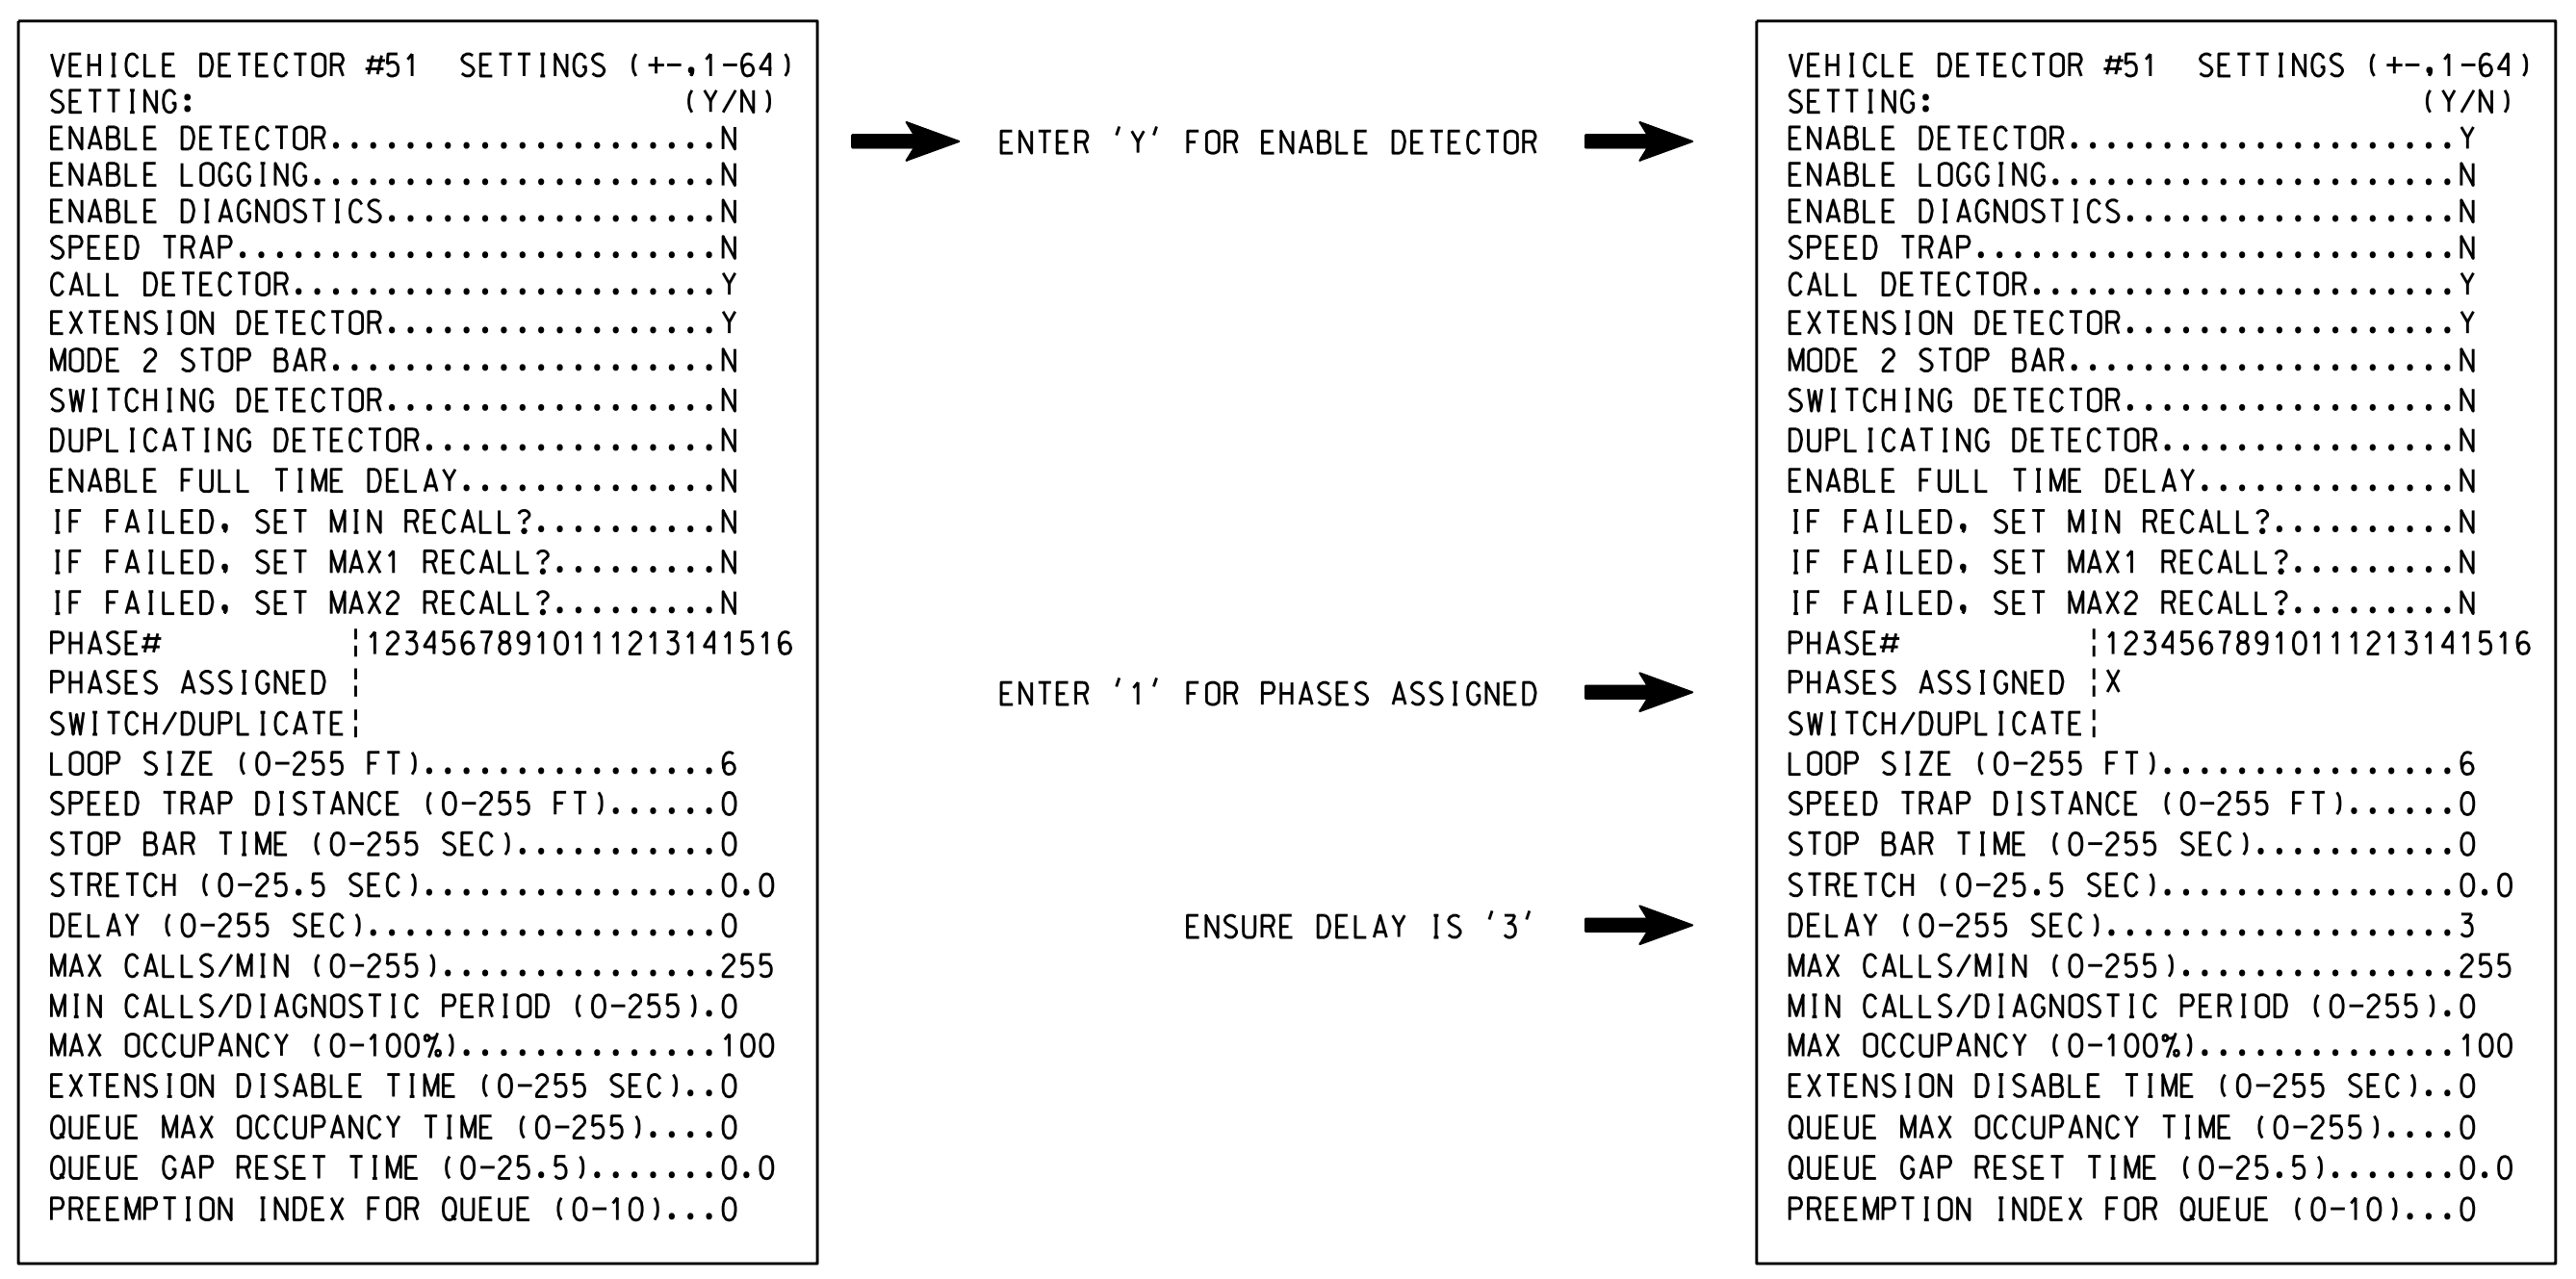 VEHICLE DETECTOR #51  SETTINGS (+-,1-64)
SETTING:                          (Y/N)
ENABLE DETECTOR.....................N
ENABLE LOGGING......................N
ENABLE DIAGNOSTICS..................N
SPEED TRAP..........................N
CALL DETECTOR.......................Y
EXTENSION DETECTOR..................Y
MODE 2 STOP BAR.....................N
SWITCHING DETECTOR..................N
DUPLICATING DETECTOR................N
ENABLE FULL TIME DELAY..............N
IF FAILED, SET MIN RECALL?..........N
IF FAILED, SET MAX1 RECALL?.........N
IF FAILED, SET MAX2 RECALL?.........N
PHASE#          ¦12345678910111213141516
PHASES ASSIGNED ¦
SWITCH/DUPLICATE¦
LOOP SIZE (0-255 FT)................6
SPEED TRAP DISTANCE (0-255 FT)......0
STOP BAR TIME (0-255 SEC)...........0
STRETCH (0-25.5 SEC)................0.0
DELAY (0-255 SEC)...................0
MAX CALLS/MIN (0-255)...............255
MIN CALLS/DIAGNOSTIC PERIOD (0-255).0
MAX OCCUPANCY (0-100%)..............100
EXTENSION DISABLE TIME (0-255 SEC)..0
QUEUE MAX OCCUPANCY TIME (0-255)....0
QUEUE GAP RESET TIME (0-25.5).......0.0
PREEMPTION INDEX FOR QUEUE (0-10)...0
ENTER 'Y' FOR ENABLE DETECTOR
ENTER '1' FOR PHASES ASSIGNED
ENSURE DELAY IS '3'
VEHICLE DETECTOR #51  SETTINGS (+-,1-64)
SETTING:                          (Y/N)
ENABLE DETECTOR.....................Y
ENABLE LOGGING......................N
ENABLE DIAGNOSTICS..................N
SPEED TRAP..........................N
CALL DETECTOR.......................Y
EXTENSION DETECTOR..................Y
MODE 2 STOP BAR.....................N
SWITCHING DETECTOR..................N
DUPLICATING DETECTOR................N
ENABLE FULL TIME DELAY..............N
IF FAILED, SET MIN RECALL?..........N
IF FAILED, SET MAX1 RECALL?.........N
IF FAILED, SET MAX2 RECALL?.........N
PHASE#          ¦12345678910111213141516
PHASES ASSIGNED ¦X
SWITCH/DUPLICATE¦
LOOP SIZE (0-255 FT)................6
SPEED TRAP DISTANCE (0-255 FT)......0
STOP BAR TIME (0-255 SEC)...........0
STRETCH (0-25.5 SEC)................0.0
DELAY (0-255 SEC)...................3
MAX CALLS/MIN (0-255)...............255
MIN CALLS/DIAGNOSTIC PERIOD (0-255).0
MAX OCCUPANCY (0-100%)..............100
EXTENSION DISABLE TIME (0-255 SEC)..0
QUEUE MAX OCCUPANCY TIME (0-255)....0
QUEUE GAP RESET TIME (0-25.5).......0.0
PREEMPTION INDEX FOR QUEUE (0-10)...0